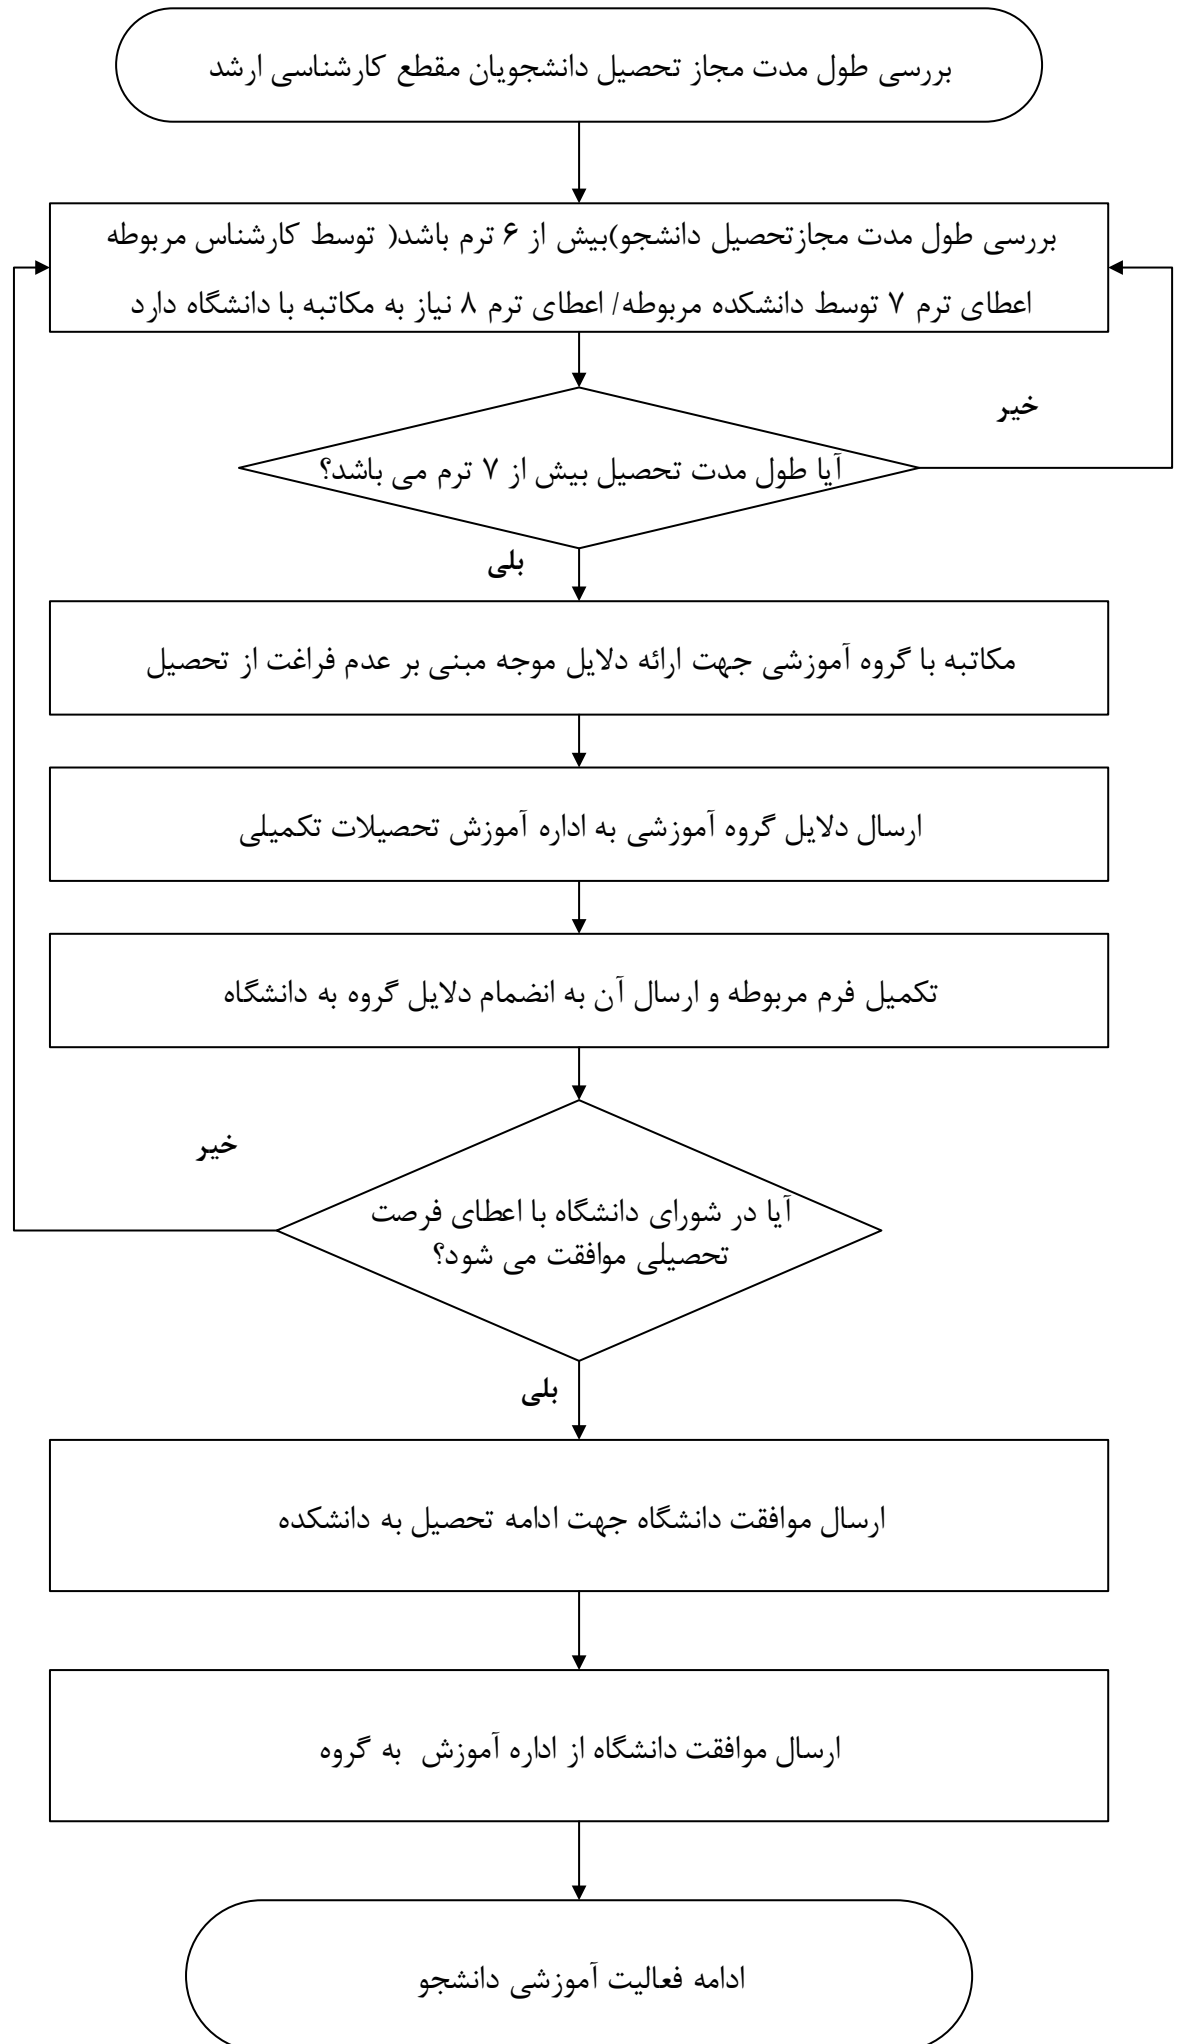 بررسی طول مدت مجاز تحصیل دانشجویان مقطع کارشناسی ارشد
بررسی طول مدت مجازتحصیل دانشجو)بیش از ۶ ترم باشد( توسط کارشناس مربوطه
اعطای ترم ۷ توسط دانشکده مربوطه/ اعطای ترم ۸ نیاز به مکاتبه با دانشگاه دارد
خیر
آیا طول مدت تحصیل بیش از ۷ ترم می باشد؟
بلی
مکاتبه با گروه آموزشی جهت ارائه دلایل موجه مبنی بر عدم فراغت از تحصیل
ارسال دلایل گروه آموزشی به اداره آموزش تحصیلات تکمیلی
تکمیل فرم مربوطه و ارسال آن به انضمام دلایل گروه به دانشگاه
خیر
آیا در شورای دانشگاه با اعطای فرصت
تحصیلی موافقت می شود؟
بلی
ارسال موافقت دانشگاه جهت ادامه تحصیل به دانشکده
ارسال موافقت دانشگاه از اداره آموزش به گروه
ادامه فعالیت آموزشی دانشجو